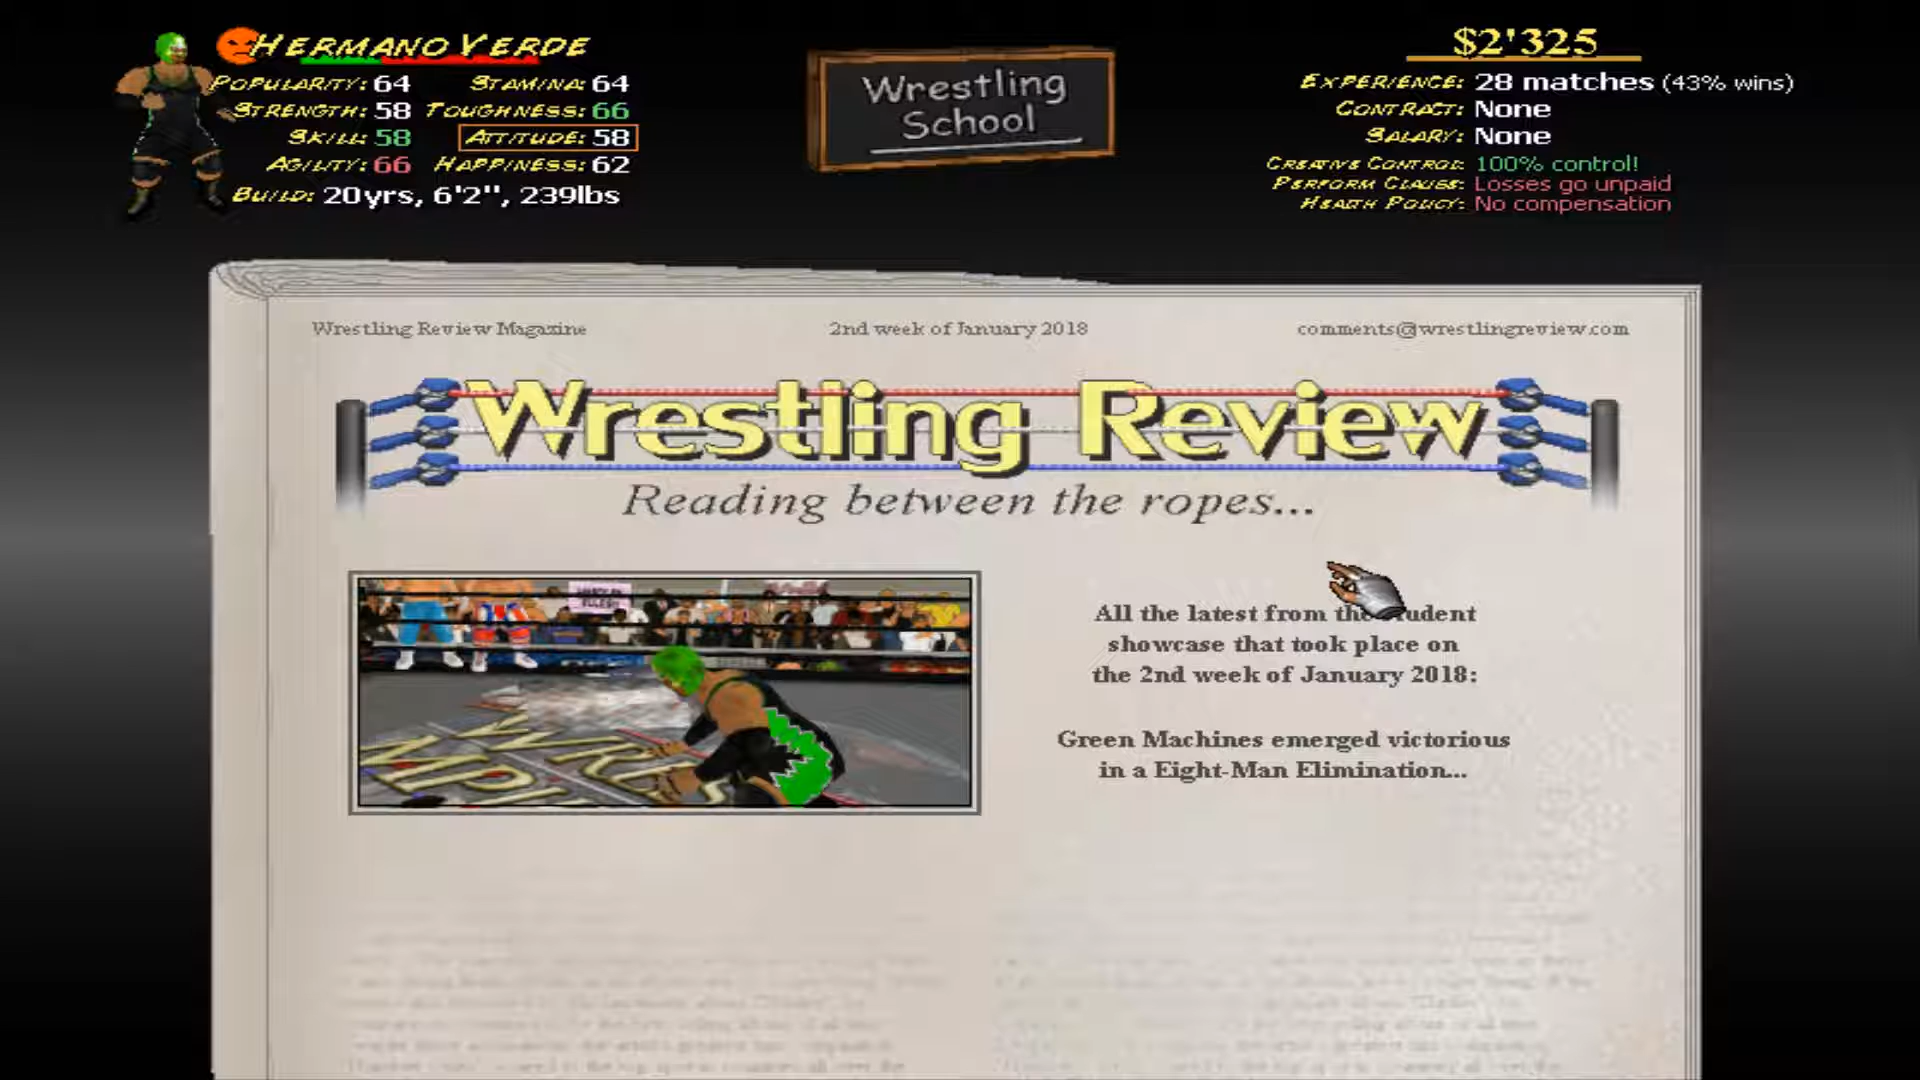 HERMANO VERDE
POPULARITY: 64 STAMINA: 64
STRENGTH: 58 TOUGHNESS: 66
SKILL: 58 ATTITUDE: 58
AGILITY: 66 HAPPINESS: 62
BUILD: 20yrs, 6'2", 239lbs
Wrestling
School
$2'325
EXPERIENCE: 28 matches (43% wins)
CONTRACT: None
SALARY: None
CREATIVE CONTROL: 100% control!
PERFORM CLAUSE: Losses go unpaid
HEALTH POLICY: No compensation
Wrestling Review Magazine 2nd week of January 2018 comments@wrestlingreview.com
Wrestling Review
Reading between the ropes...
All the latest from the student
showcase that took place on
the 2nd week of January 2018:
Green Machines emerged victorious
in a Eight-Man Elimination...